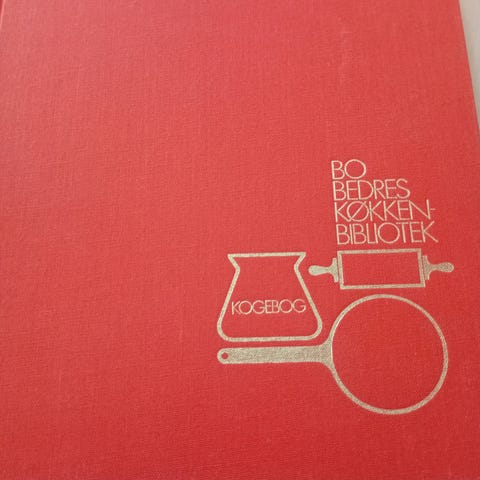 BO
BEDRES
KØKKEN-
BIBLIOTEK
KOGEBOG